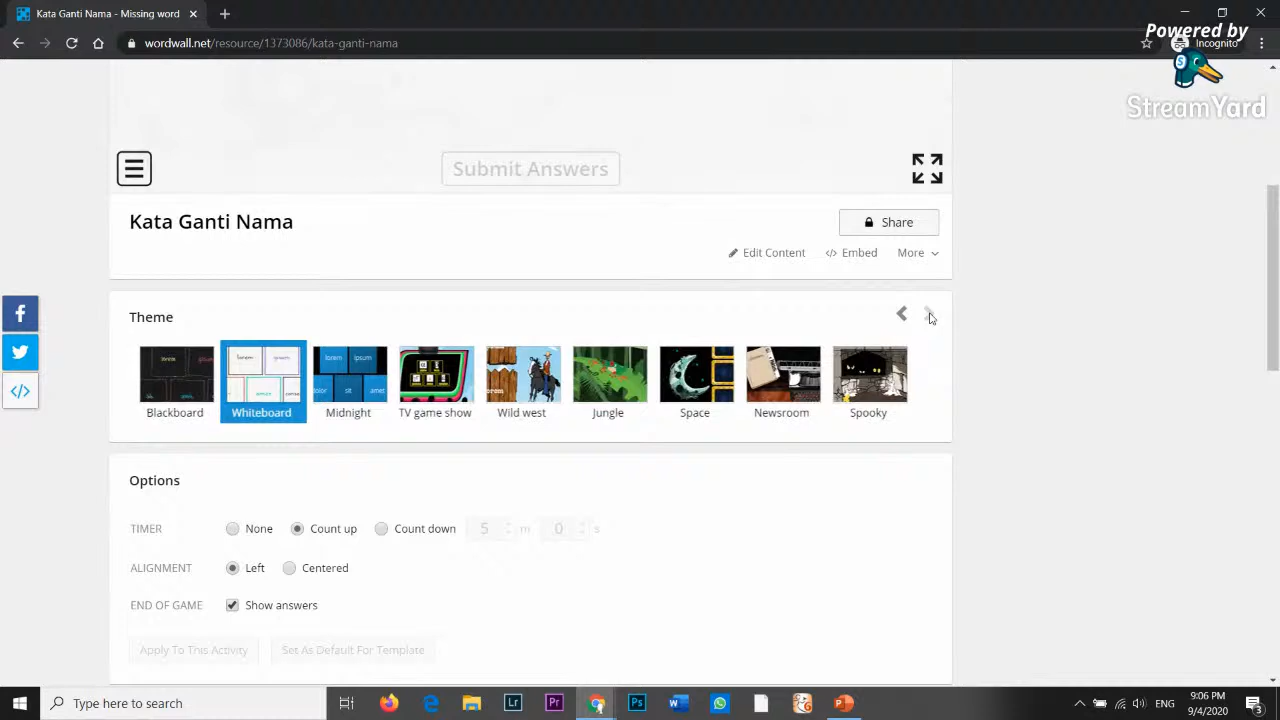 Kata Ganti Nama - Missing word
Powered by
wordwall.net/resource/1373086/kata-ganti-nama
Incognito
StreamYard
Submit Answers
Kata Ganti Nama
Share
Edit Content
Embed
More
Theme
Blackboard
Whiteboard
Midnight
TV game show
Wild west
Jungle
Space
Newsroom
Spooky
Options
TIMER
None
Count up
Count down
5 m 0 s
ALIGNMENT
Left
Centered
END OF GAME
Show answers
Apply To This Activity
Set As Default For Template
Type here to search
ENG
9:06 PM
9/4/2020
3